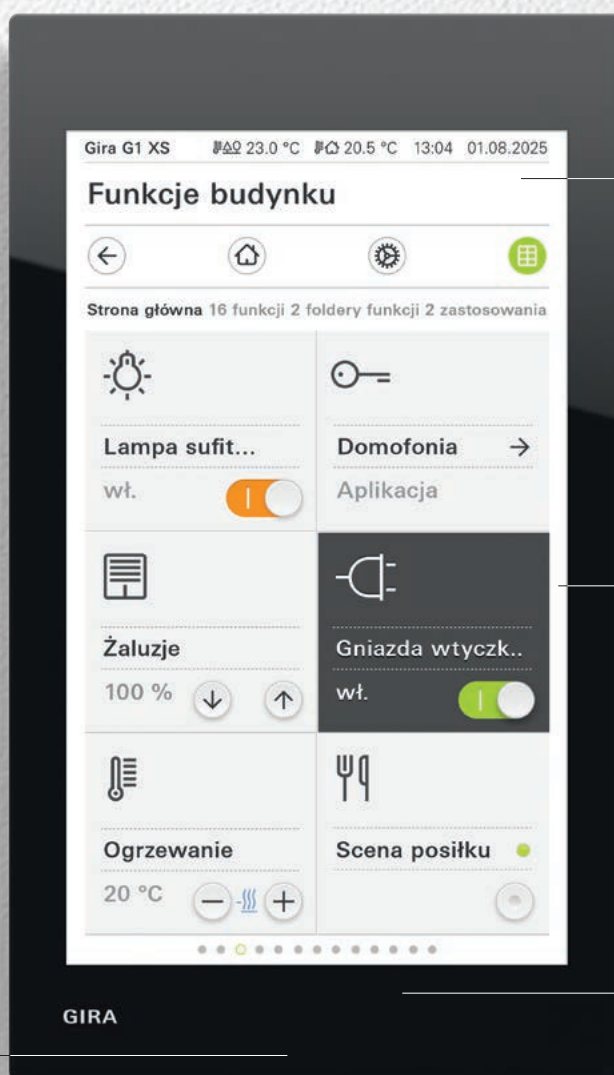 Gira G1 XS 23.0 °C 20.5 °C 13:04 01.08.2025
Funkcje budynku
Strona główna 16 funkcji 2 foldery funkcji 2 zastosowania
Lampa sufit...
wł.
Domofonia →
Aplikacja
Żaluzje
100 %
Gniazda wtyczk..
wł.
Ogrzewanie
20 °C
Scena posiłku
GIRA